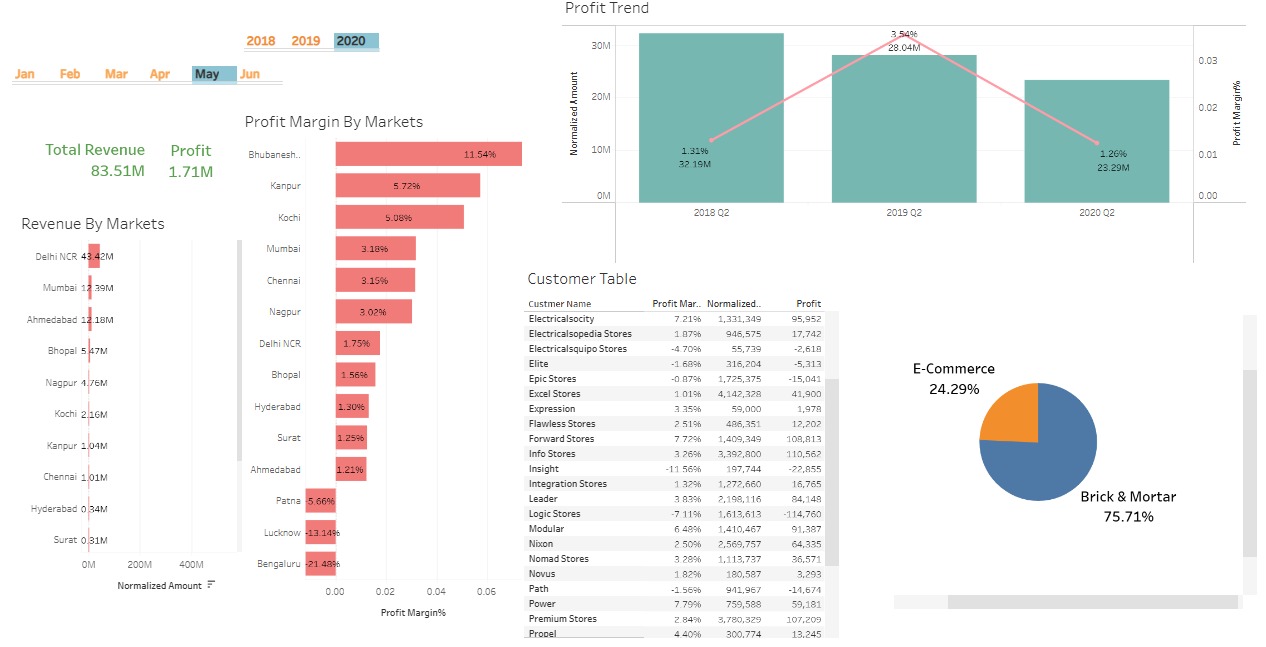 2018 2019 2020
Jan Feb Mar Apr May Jun
Total Revenue
83.51M
Profit
1.71M
Revenue By Markets
Delhi NCR 43.42M
Mumbai 12.39M
Ahmedabad 12.18M
Bhopal 5.47M
Nagpur 4.76M
Kochi 2.16M
Kanpur 1.04M
Chennai 1.01M
Hyderabad 0.34M
Surat 0.31M
0M 200M 400M
Normalized Amount
Profit Margin By Markets
Bhubanesh.. 11.54%
Kanpur 5.72%
Kochi 5.08%
Mumbai 3.18%
Chennai 3.15%
Nagpur 3.02%
Delhi NCR 1.75%
Bhopal 1.56%
Hyderabad 1.30%
Surat 1.25%
Ahmedabad 1.21%
Patna -5.66%
Lucknow -13.14%
Bengaluru -21.48%
0.00 0.02 0.04 0.06
Profit Margin%
Profit Trend
Normalized Amount
30M
20M
10M
0M
1.31%
32.19M
3.54%
28.04M
1.26%
23.29M
2018 Q2 2019 Q2 2020 Q2
0.03
0.02
0.01
0.00
Profit Margin%
Customer Table
Custmer Name Profit Mar.. Normalized.. Profit
Electricalsocity 7.21% 1,331,349 95,952
Electricalsopedia Stores 1.87% 946,575 17,742
Electricalsquipo Stores -4.70% 55,739 -2,618
Elite -1.68% 316,204 -5,313
Epic Stores -0.87% 1,725,375 -15,041
Excel Stores 1.01% 4,142,328 41,900
Expression 3.35% 59,000 1,978
Flawless Stores 2.51% 486,351 12,202
Forward Stores 7.72% 1,409,349 108,813
Info Stores 3.26% 3,392,800 110,562
Insight -11.56% 197,744 -22,855
Integration Stores 1.32% 1,272,660 16,765
Leader 3.83% 2,198,116 84,148
Logic Stores -7.11% 1,613,613 -114,760
Modular 6.48% 1,410,467 91,387
Nixon 2.50% 2,569,757 64,335
Nomad Stores 3.28% 1,113,737 36,571
Novus 1.82% 180,587 3,293
Path -1.56% 941,967 -14,674
Power 7.79% 759,588 59,181
Premium Stores 2.84% 3,780,329 107,209
Propel 4.40% 300,774 13,245
E-Commerce
24.29%
Brick & Mortar
75.71%